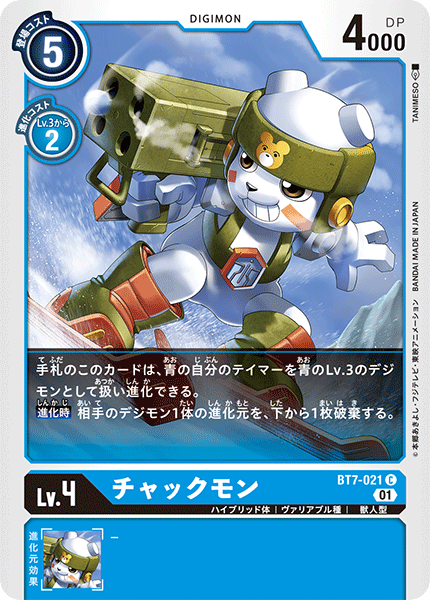 登場コスト
5
DIGIMON
DP
4000
進化コスト
Lv.3から
2
TANIMESO
©本郷あきよし・フジテレビ・東映アニメーション BANDAI MADE IN JAPAN
手札のこのカードは、青の自分のテイマーを青のLv.3のデジ
モンとして扱い進化できる。
進化時 相手のデジモン1体の進化元を、下から1枚破棄する。
Lv.4
チャックモン
BT7-021 C
01
ハイブリッド体 | ヴァリアブル種 | 獣人型
進化元効果
－